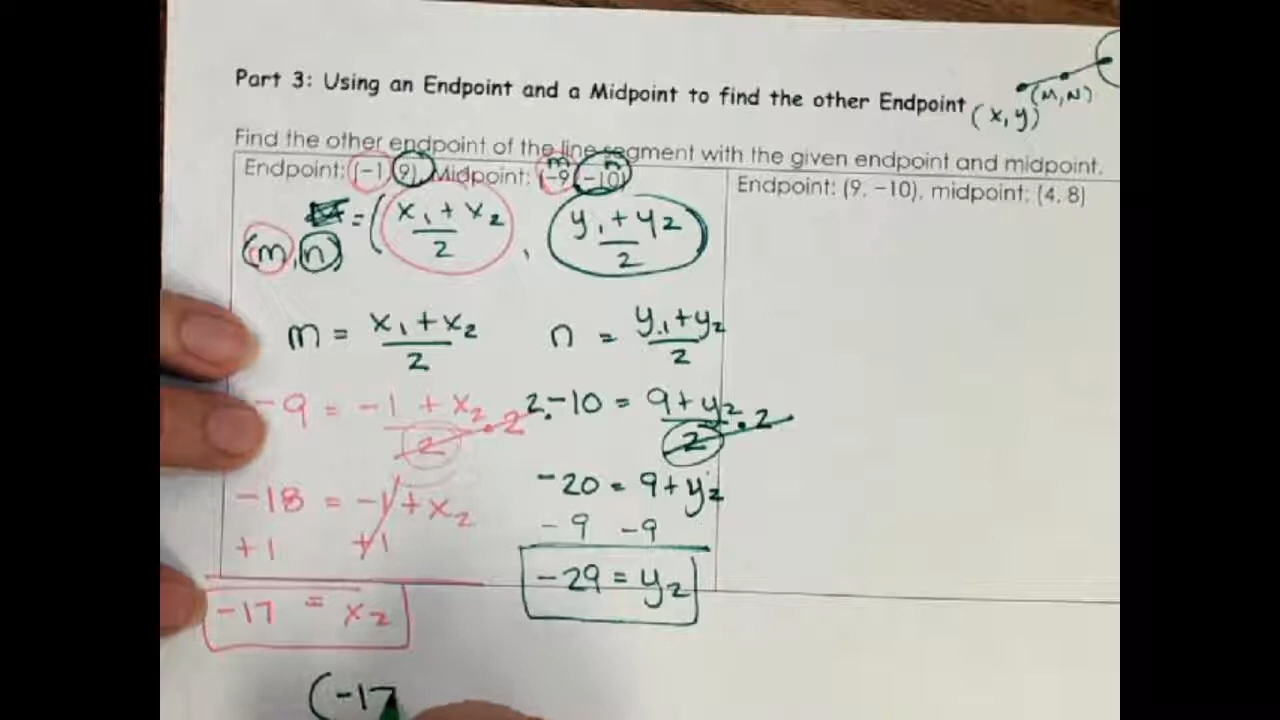 Part 3: Using an Endpoint and a Midpoint to find the other Endpoint
(M,N)
(x,y)
Find the other endpoint of the line segment with the given endpoint and midpoint.
m n
Endpoint: (-1, 9), Midpoint: (-9, -10)
(m,n) = (x₁ + x₂/2, y₁ + y₂/2)
m = x₁ + x₂/2
-9 = -1 + x₂/2 · 2
-18 = -1 + x₂
+1 +1
-17 = x₂
n = y₁ + y₂/2
2·-10 = 9 + y₂/2 · 2
-20 = 9 + y₂
-9 -9
-29 = y₂
(-17
Endpoint: (9, -10), midpoint: (4, 8)